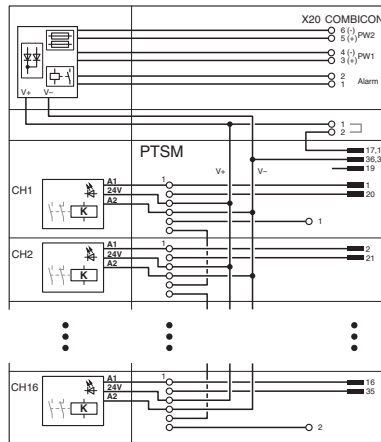 X20 COMBICON
6 (-)
5 (+) PW2
4 (-)
3 (+) PW1
2
1 Alarm
V+ V–
1
2
PTSM
17,1
36,3
19
V+ V–
CH1
A1
24V
A2
K
1
1
20
1
CH2
A1
24V
A2
K
1
2
21
CH16
A1
24V
A2
K
1
16
35
2